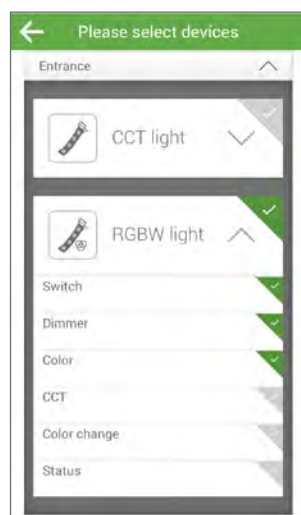 Please select devices
Entrance
CCT light
RGBW light
Switch
Dimmer
Color
CCT
Color change
Status